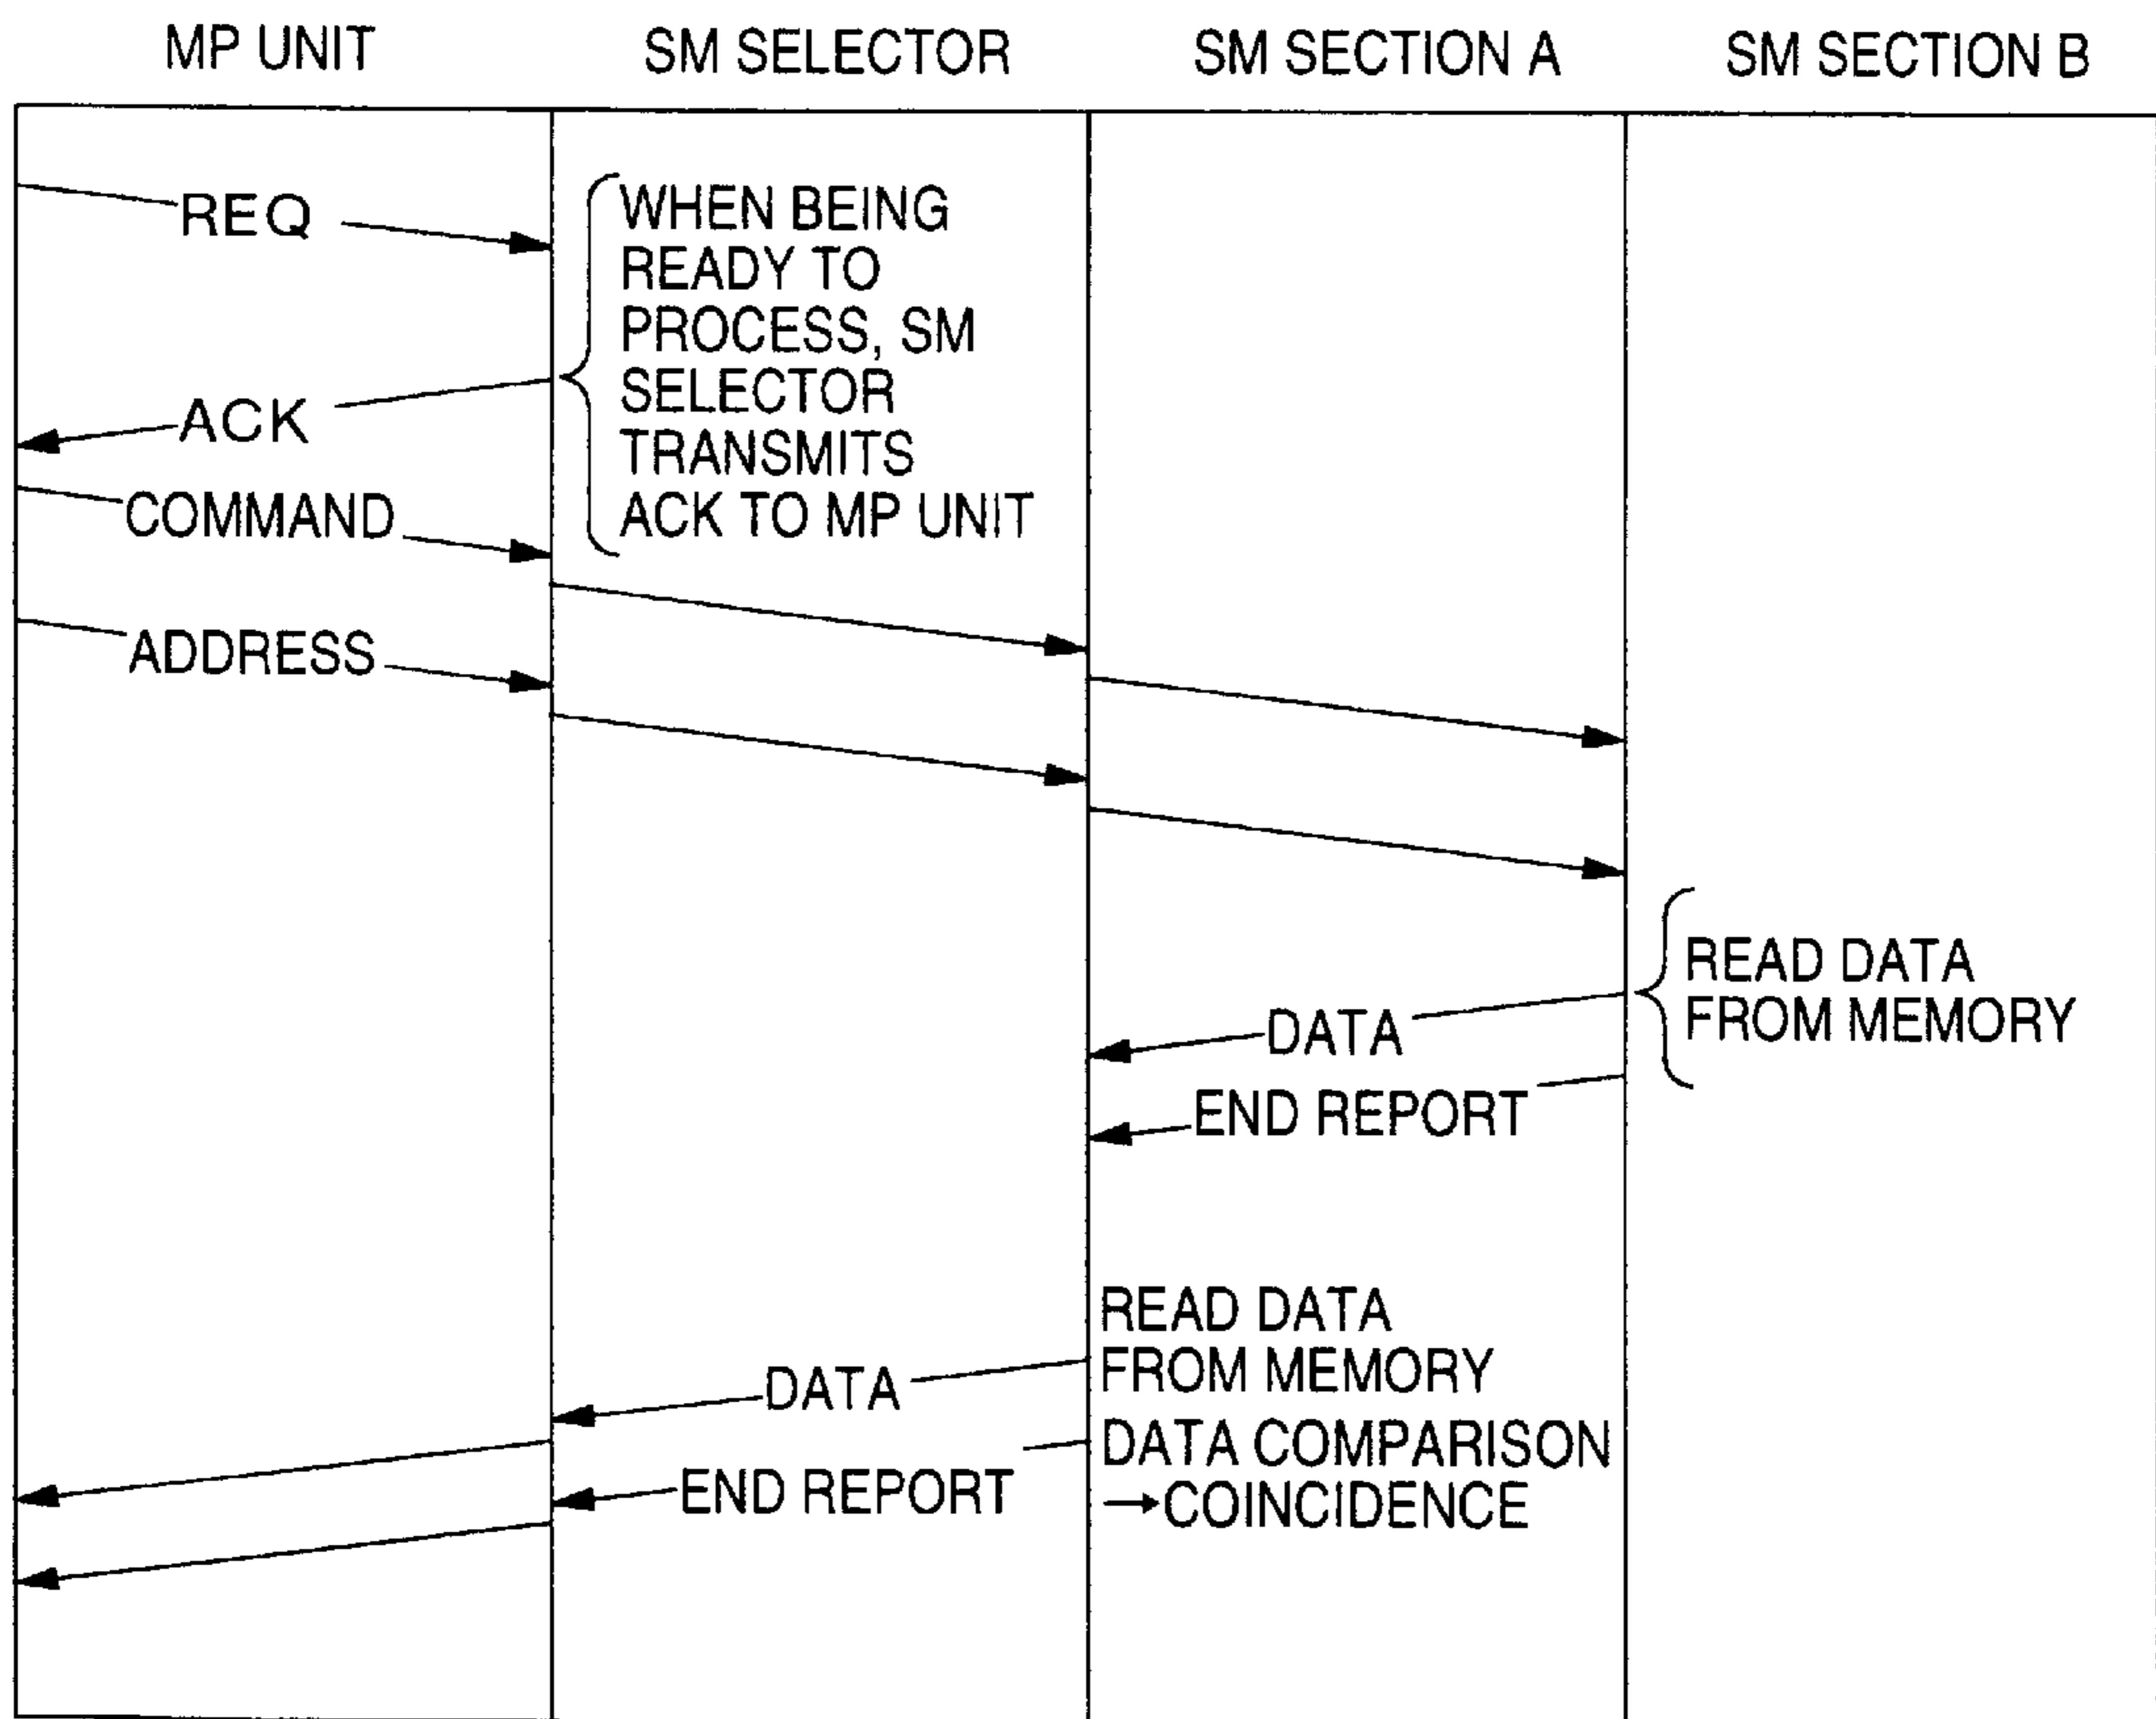 MP UNIT
SM SELECTOR
SM SECTION A
SM SECTION B
REQ
WHEN BEING
READY TO
PROCESS, SM
SELECTOR
TRANSMITS
ACK TO MP UNIT
ACK
COMMAND
ADDRESS
READ DATA
FROM MEMORY
DATA
END REPORT
READ DATA
FROM MEMORY
DATA
DATA COMPARISON
→COINCIDENCE
END REPORT